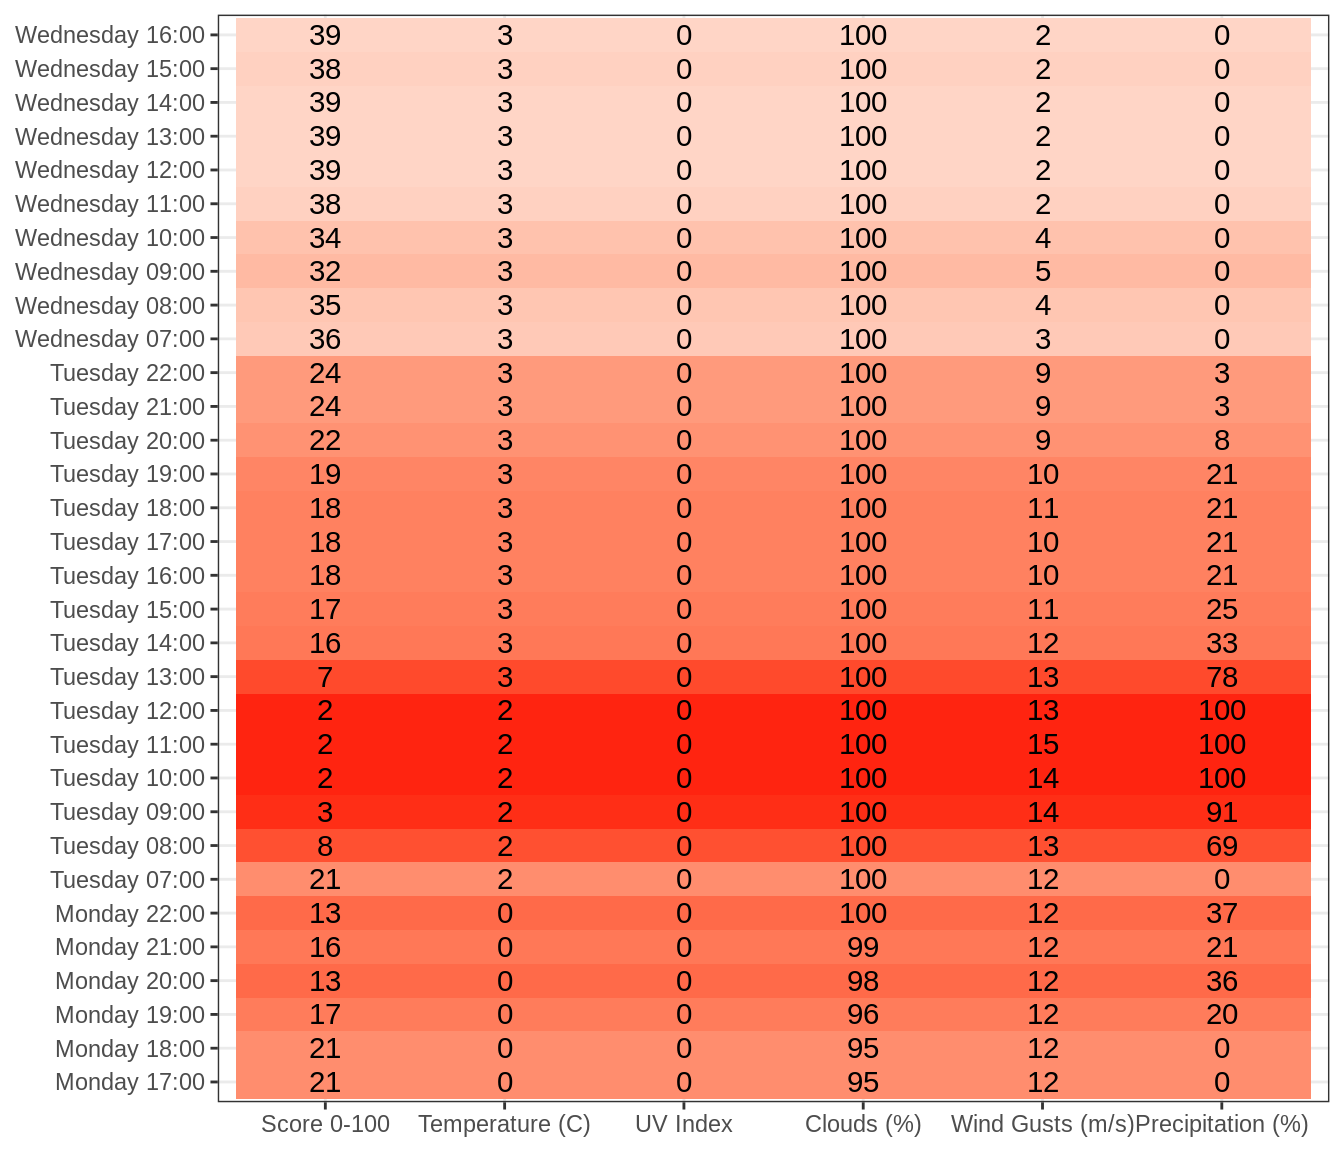 Wednesday 16:00 39 3 0 100 2 0
Wednesday 15:00 38 3 0 100 2 0
Wednesday 14:00 39 3 0 100 2 0
Wednesday 13:00 39 3 0 100 2 0
Wednesday 12:00 39 3 0 100 2 0
Wednesday 11:00 38 3 0 100 2 0
Wednesday 10:00 34 3 0 100 4 0
Wednesday 09:00 32 3 0 100 5 0
Wednesday 08:00 35 3 0 100 4 0
Wednesday 07:00 36 3 0 100 3 0
Tuesday 22:00 24 3 0 100 9 3
Tuesday 21:00 24 3 0 100 9 3
Tuesday 20:00 22 3 0 100 9 8
Tuesday 19:00 19 3 0 100 10 21
Tuesday 18:00 18 3 0 100 11 21
Tuesday 17:00 18 3 0 100 10 21
Tuesday 16:00 18 3 0 100 10 21
Tuesday 15:00 17 3 0 100 11 25
Tuesday 14:00 16 3 0 100 12 33
Tuesday 13:00 7 3 0 100 13 78
Tuesday 12:00 2 2 0 100 13 100
Tuesday 11:00 2 2 0 100 15 100
Tuesday 10:00 2 2 0 100 14 100
Tuesday 09:00 3 2 0 100 14 91
Tuesday 08:00 8 2 0 100 13 69
Tuesday 07:00 21 2 0 100 12 0
Monday 22:00 13 0 0 100 12 37
Monday 21:00 16 0 0 99 12 21
Monday 20:00 13 0 0 98 12 36
Monday 19:00 17 0 0 96 12 20
Monday 18:00 21 0 0 95 12 0
Monday 17:00 21 0 0 95 12 0
Score 0-100 Temperature (C) UV Index Clouds (%) Wind Gusts (m/s) Precipitation (%)